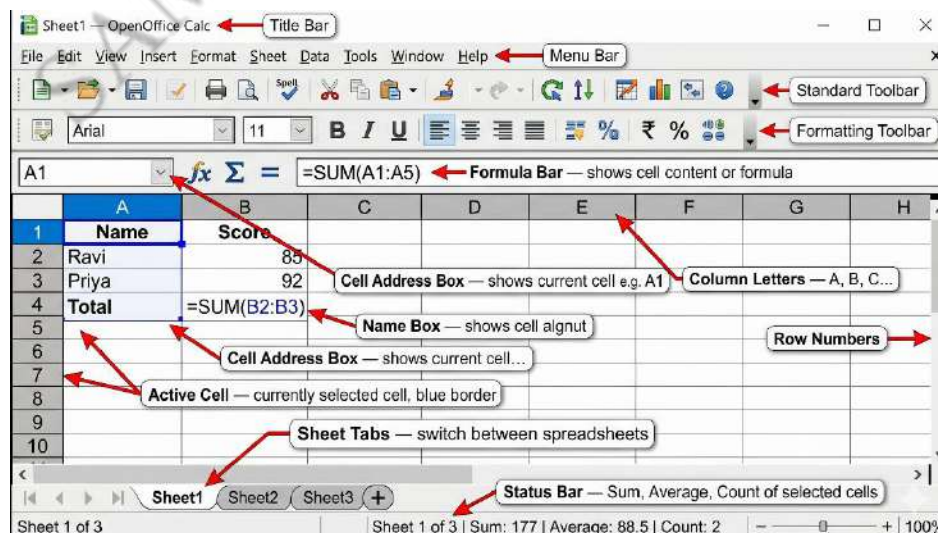 Sheet1 — OpenOffice Calc Title Bar
File Edit View Insert Format Sheet Data Tools Window Help Menu Bar
Spell Standard Toolbar
Arial 11 B I U % ₹ % Formatting Toolbar
A1 fx Σ = =SUM(A1:A5) Formula Bar — shows cell content or formula
A B C D E F G H
1 Name Score
2 Ravi 85
3 Priya 92 Cell Address Box — shows current cell e.g. A1 Column Letters — A, B, C...
4 Total =SUM(B2:B3)
5 Name Box — shows cell algnut Row Numbers
6 Cell Address Box — shows current cell...
7
8 Active Cell — currently selected cell, blue border
9 Sheet Tabs — switch between spreadsheets
10
Sheet1 Sheet2 Sheet3 + Status Bar — Sum, Average, Count of selected cells
Sheet 1 of 3 Sheet 1 of 3 | Sum: 177 | Average: 88.5 | Count: 2 − + 100%